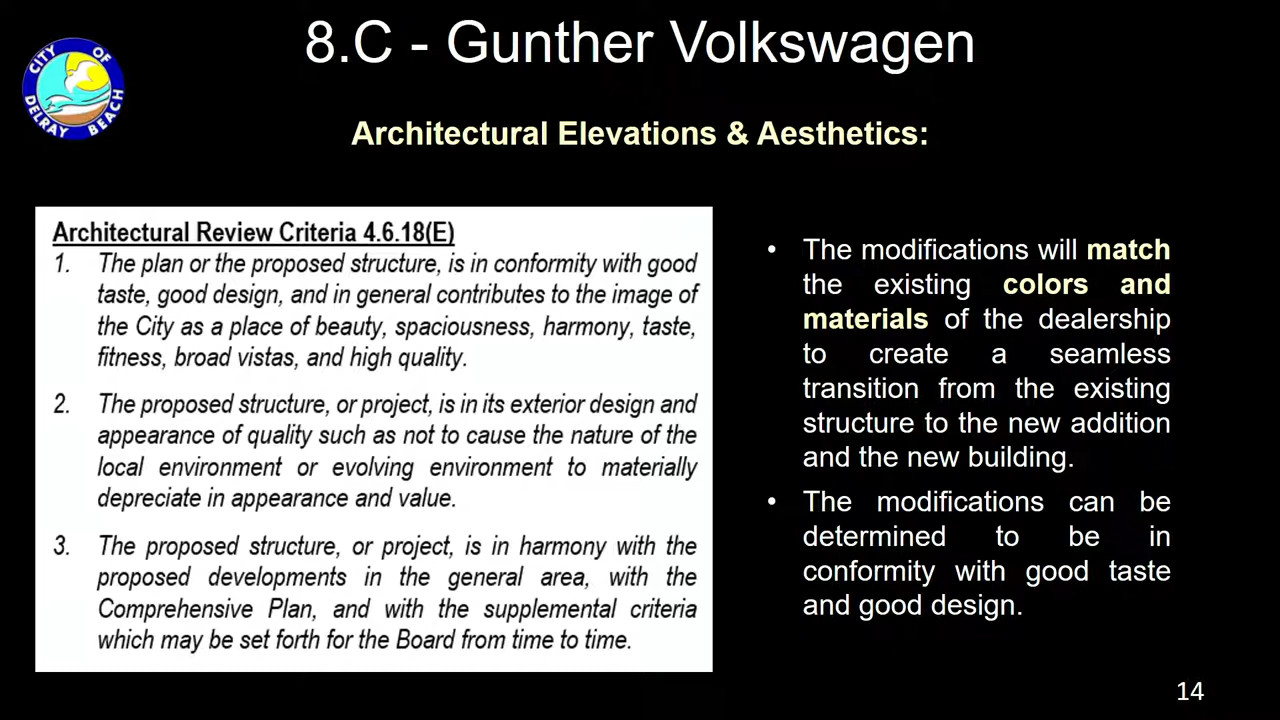 8.C - Gunther Volkswagen
CITY OF
DELRAY BEACH
Architectural Elevations & Aesthetics:
Architectural Review Criteria 4.6.18(E)
1. The plan or the proposed structure, is in conformity with good
taste, good design, and in general contributes to the image of
the City as a place of beauty, spaciousness, harmony, taste,
fitness, broad vistas, and high quality.
2. The proposed structure, or project, is in its exterior design and
appearance of quality such as not to cause the nature of the
local environment or evolving environment to materially
depreciate in appearance and value.
3. The proposed structure, or project, is in harmony with the
proposed developments in the general area, with the
Comprehensive Plan, and with the supplemental criteria
which may be set forth for the Board from time to time.
• The modifications will match
the existing colors and
materials of the dealership
to create a seamless
transition from the existing
structure to the new addition
and the new building.
• The modifications can be
determined to be in
conformity with good taste
and good design.
14